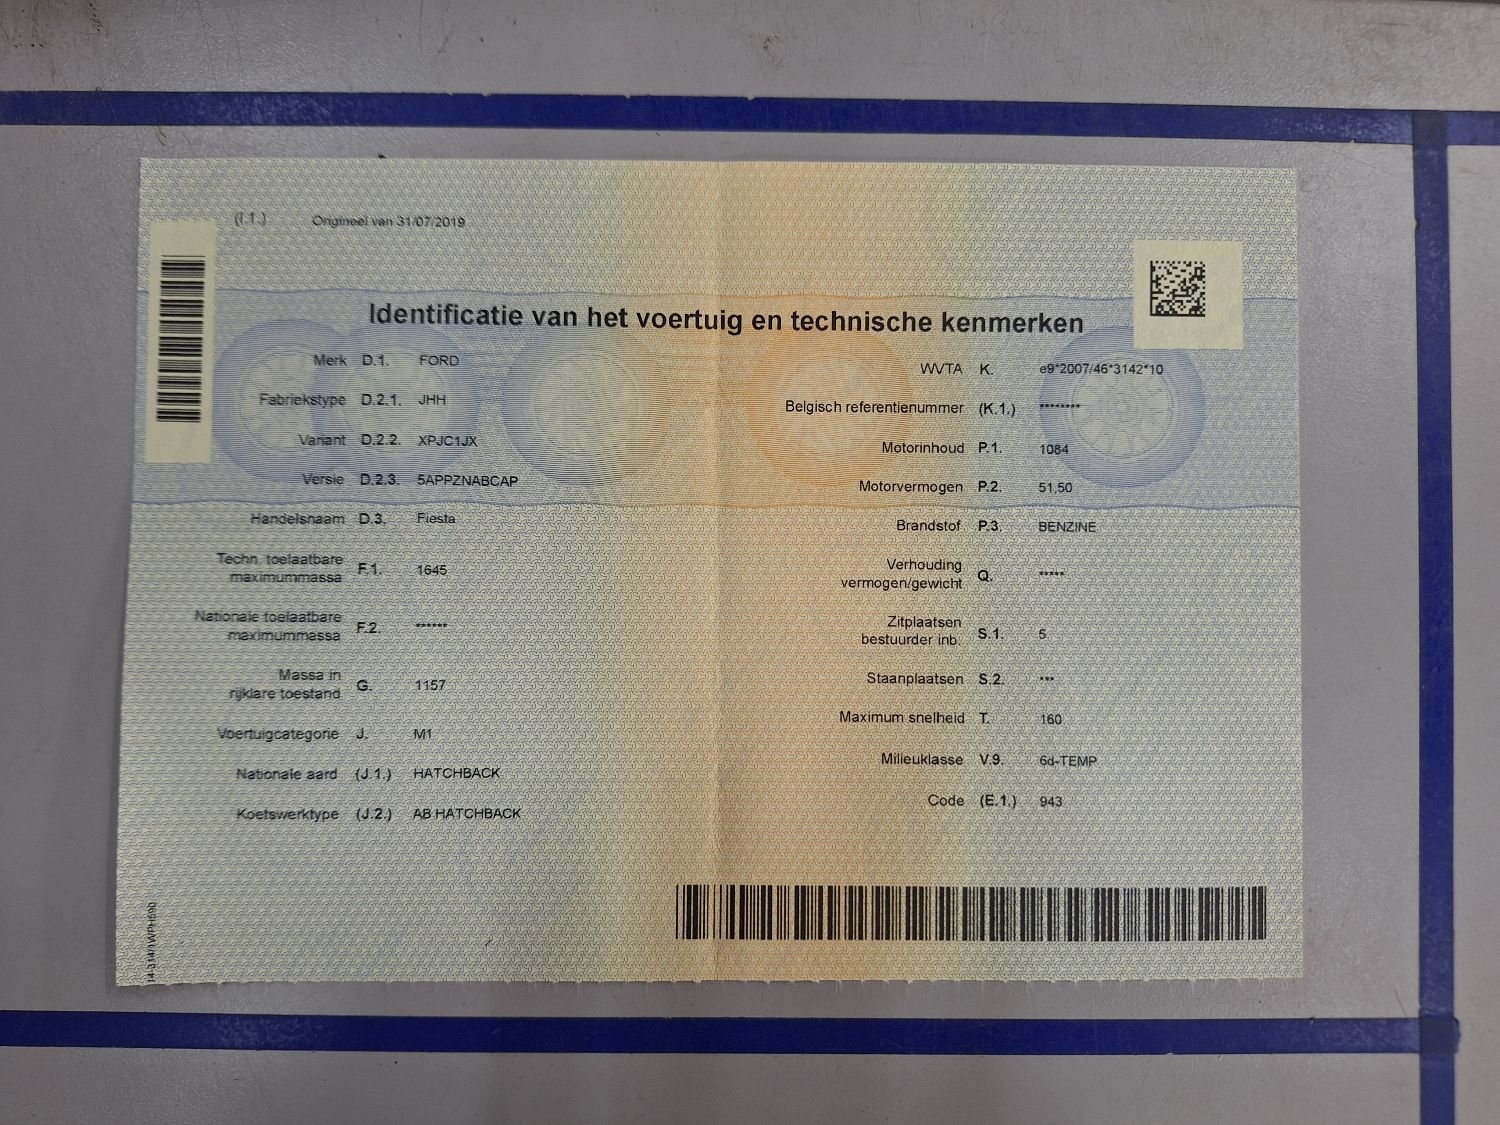 (I.1.) Origineel van 31/07/2019
Identificatie van het voertuig en technische kenmerken
Merk D.1. FORD
Fabriekstype D.2.1. JHH
Variant D.2.2. XPJC1JX
Versie D.2.3. 5APPZNABCAP
Handelsnaam D.3. Fiesta
Techn. toelaatbare
maximummassa F.1. 1645
Nationale toelaatbare
maximummassa F.2. ******
Massa in
rijklare toestand G. 1157
Voertuigcategorie J. M1
Nationale aard (J.1.) HATCHBACK
Koetswerktype (J.2.) AB HATCHBACK
WVTA K. e9*2007/46*3142*10
Belgisch referentienummer (K.1.) ********
Motorinhoud P.1. 1084
Motorvermogen P.2. 51,50
Brandstof P.3. BENZINE
Verhouding
vermogen/gewicht Q. *****
Zitplaatsen
bestuurder inb. S.1. 5
Staanplaatsen S.2. ***
Maximum snelheid T. 160
Milieuklasse V.9. 6d-TEMP
Code (E.1.) 943